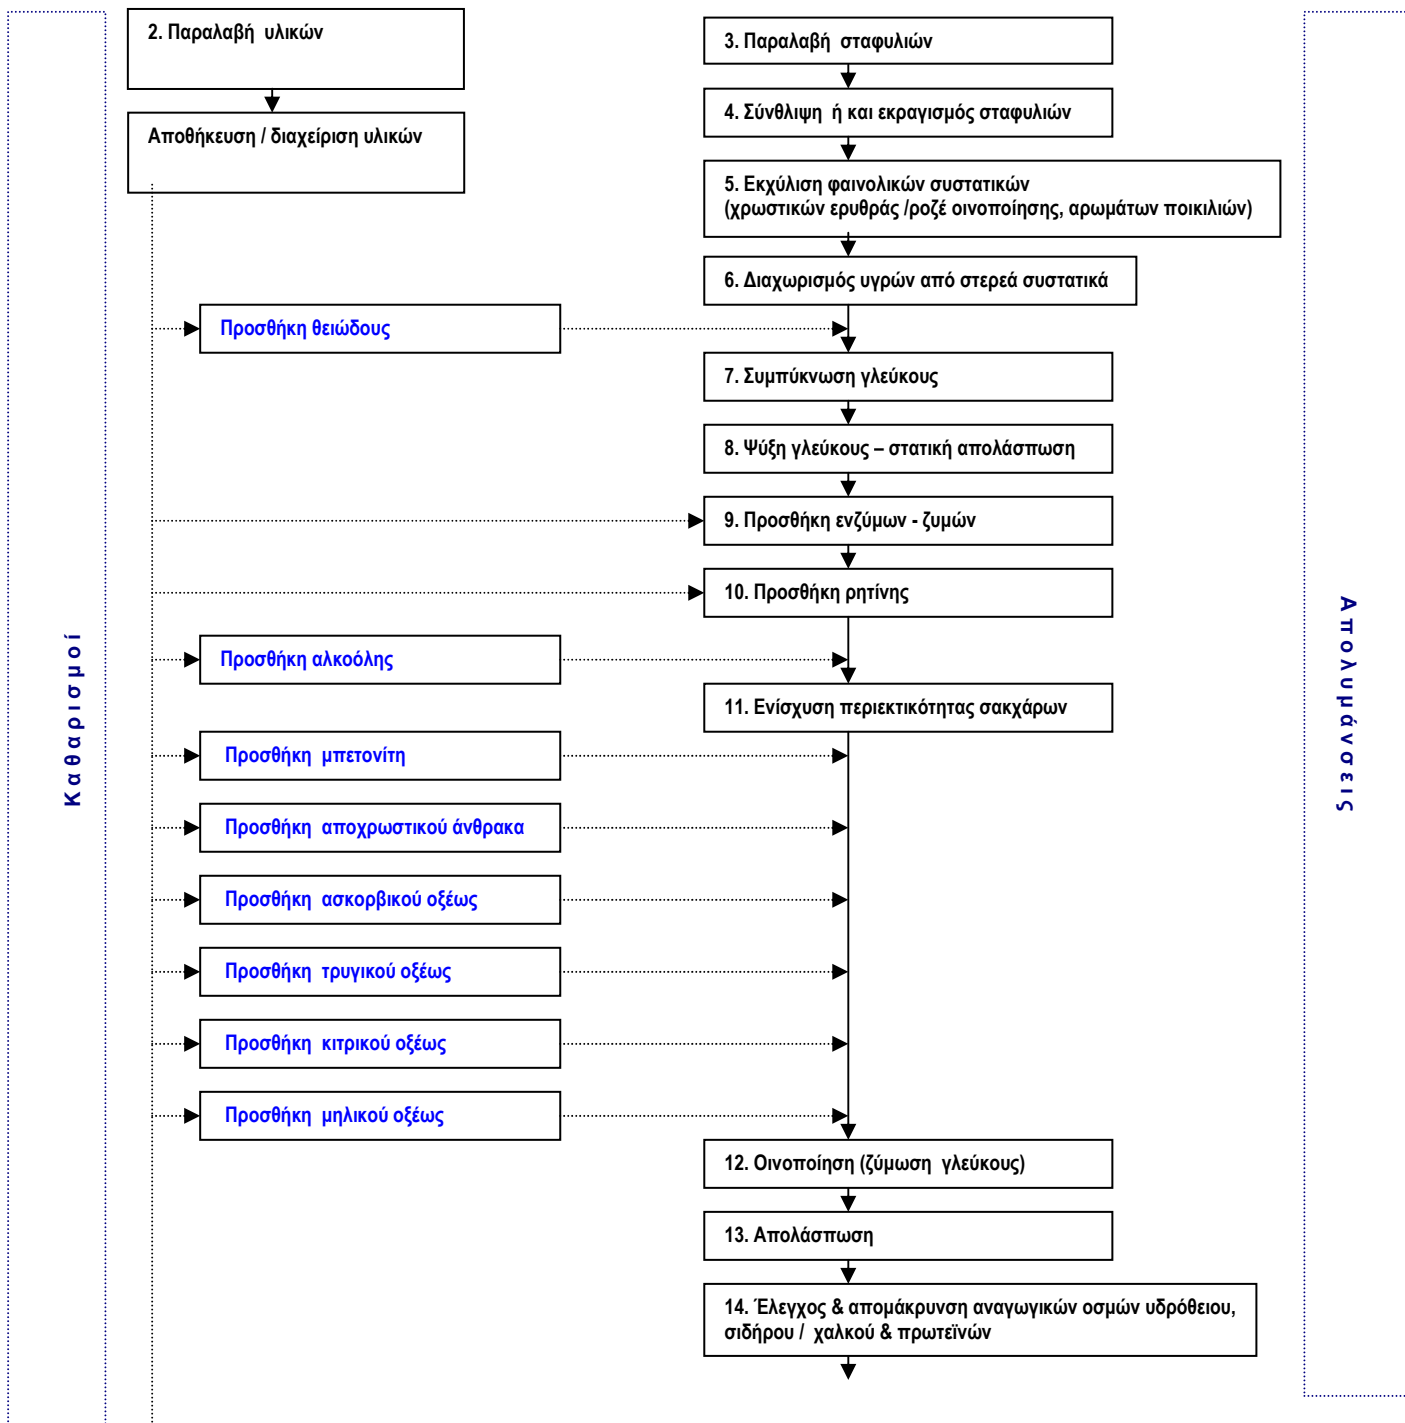 2. Παραλαβή υλικών
Αποθήκευση / διαχείριση υλικών
3. Παραλαβή σταφυλιών
4. Σύνθλιψη ή και εκραγισμός σταφυλιών
5. Εκχύλιση φαινολικών συστατικών
(χρωστικών ερυθράς /ροζέ οινοποίησης, αρωμάτων ποικιλιών)
6. Διαχωρισμός υγρών από στερεά συστατικά
Προσθήκη θειώδους
7. Συμπύκνωση γλεύκους
8. Ψύξη γλεύκους – στατική απολάσπωση
9. Προσθήκη ενζύμων - ζυμών
10. Προσθήκη ρητίνης
Προσθήκη αλκοόλης
11. Ενίσχυση περιεκτικότητας σακχάρων
Προσθήκη μπετονίτη
Προσθήκη αποχρωστικού άνθρακα
Προσθήκη ασκορβικού οξέως
Προσθήκη τρυγικού οξέως
Προσθήκη κιτρικού οξέως
Προσθήκη μηλικού οξέως
12. Οινοποίηση (ζύμωση γλεύκους)
13. Απολάσπωση
14. Έλεγχος & απομάκρυνση αναγωγικών οσμών υδρόθειου,
σιδήρου / χαλκού & πρωτεϊνών
Καθαρισμοί
Απολυμάνσεις